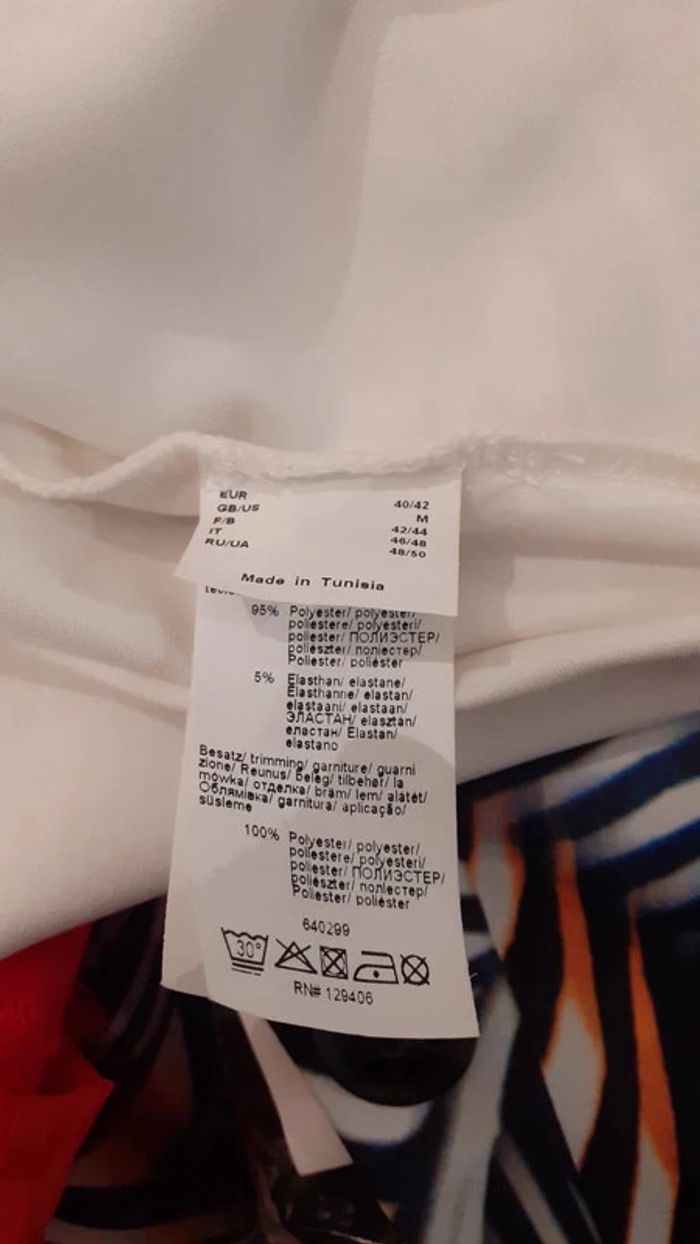 EUR 40/42
GB/US M
F/B 42/44
IT 46/48
RU/UA 48/50
Made in Tunisia
95% Polyester/ polyester/
poliestere/ polyesteri/
poliester/ ПОЛИЭСТЕР/
poliészter/ поліестер/
Poliester/ poliéster
5% Elasthan/ elastane/
Élasthanne/ elastan/
elastaani/ elastaan/
ЭЛАСТАН/ elasztán/
еластан/ Elastan/
elastano
Besatz/ trimming/ garniture/ guarni
zione/ Reunus/ beleg/ tilbehør/ la
mówka/ отделка/ bräm/ lem/ alátét/
Облямівка/ garnitura/ aplicação/
süsleme
100% Polyester/ polyester/
poliestere/ polyesteri/
poliester/ ПОЛИЭСТЕР/
poliészter/ поліестер/
Poliester/ poliéster
640299
30°
RN# 129406